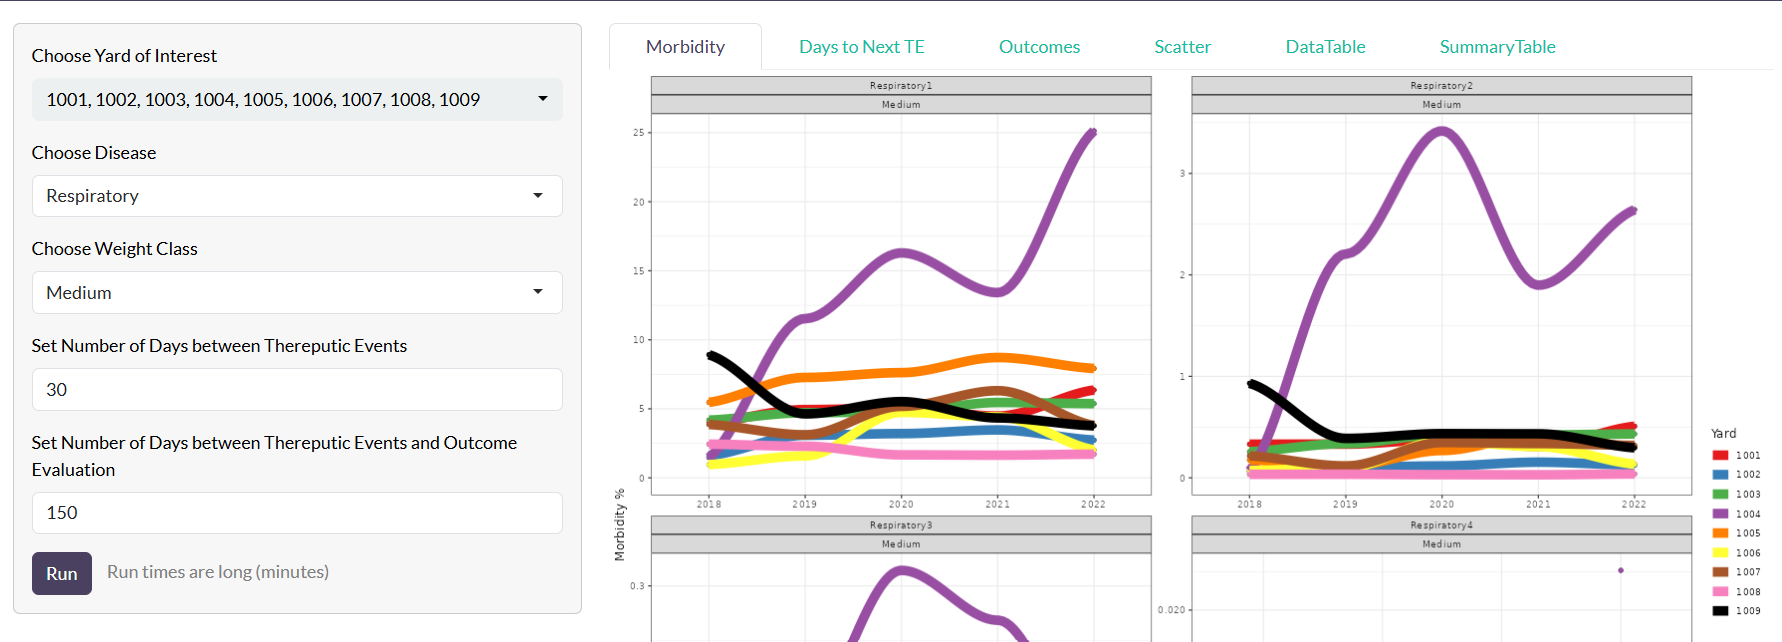 Choose Yard of Interest
1001, 1002, 1003, 1004, 1005, 1006, 1007, 1008, 1009
Choose Disease
Respiratory
Choose Weight Class
Medium
Set Number of Days between Thereputic Events
30
Set Number of Days between Thereputic Events and Outcome
Evaluation
150
Run Run times are long (minutes)
Morbidity Days to Next TE Outcomes Scatter DataTable SummaryTable
Respiratory1
Medium
25
20
15
10
5
0
2018 2019 2020 2021 2022
Respiratory2
Medium
3
2
1
0
2018 2019 2020 2021 2022
Morbidity %
Respiratory3
Medium
0.3
Respiratory4
Medium
0.020
Yard
1001
1002
1003
1004
1005
1006
1007
1008
1009